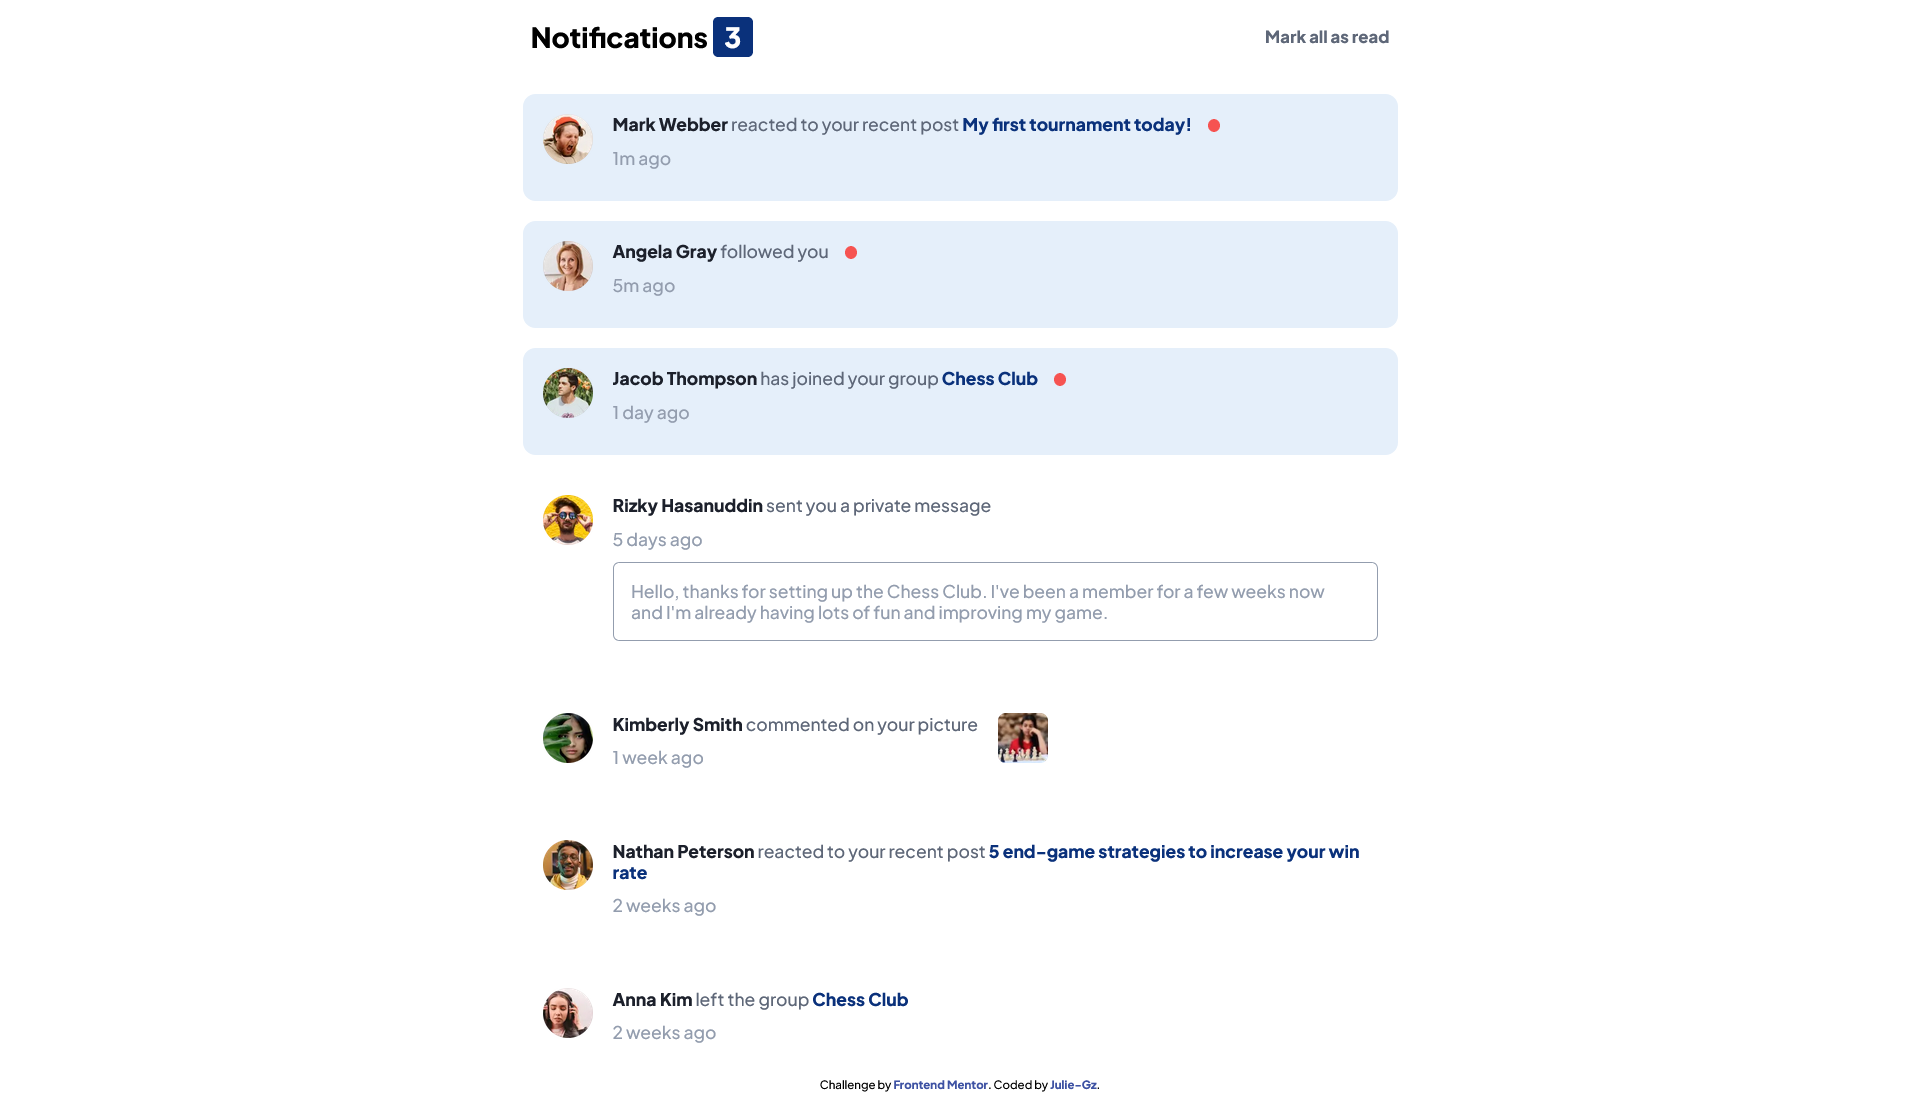 Notifications 3
Mark all as read
Mark Webber reacted to your recent post My first tournament today!
1m ago
Angela Gray followed you
5m ago
Jacob Thompson has joined your group Chess Club
1 day ago
Rizky Hasanuddin sent you a private message
5 days ago
Hello, thanks for setting up the Chess Club. I've been a member for a few weeks now
and I'm already having lots of fun and improving my game.
Kimberly Smith commented on your picture
1 week ago
Nathan Peterson reacted to your recent post 5 end-game strategies to increase your win
rate
2 weeks ago
Anna Kim left the group Chess Club
2 weeks ago
Challenge by Frontend Mentor. Coded by Julie-Gz.